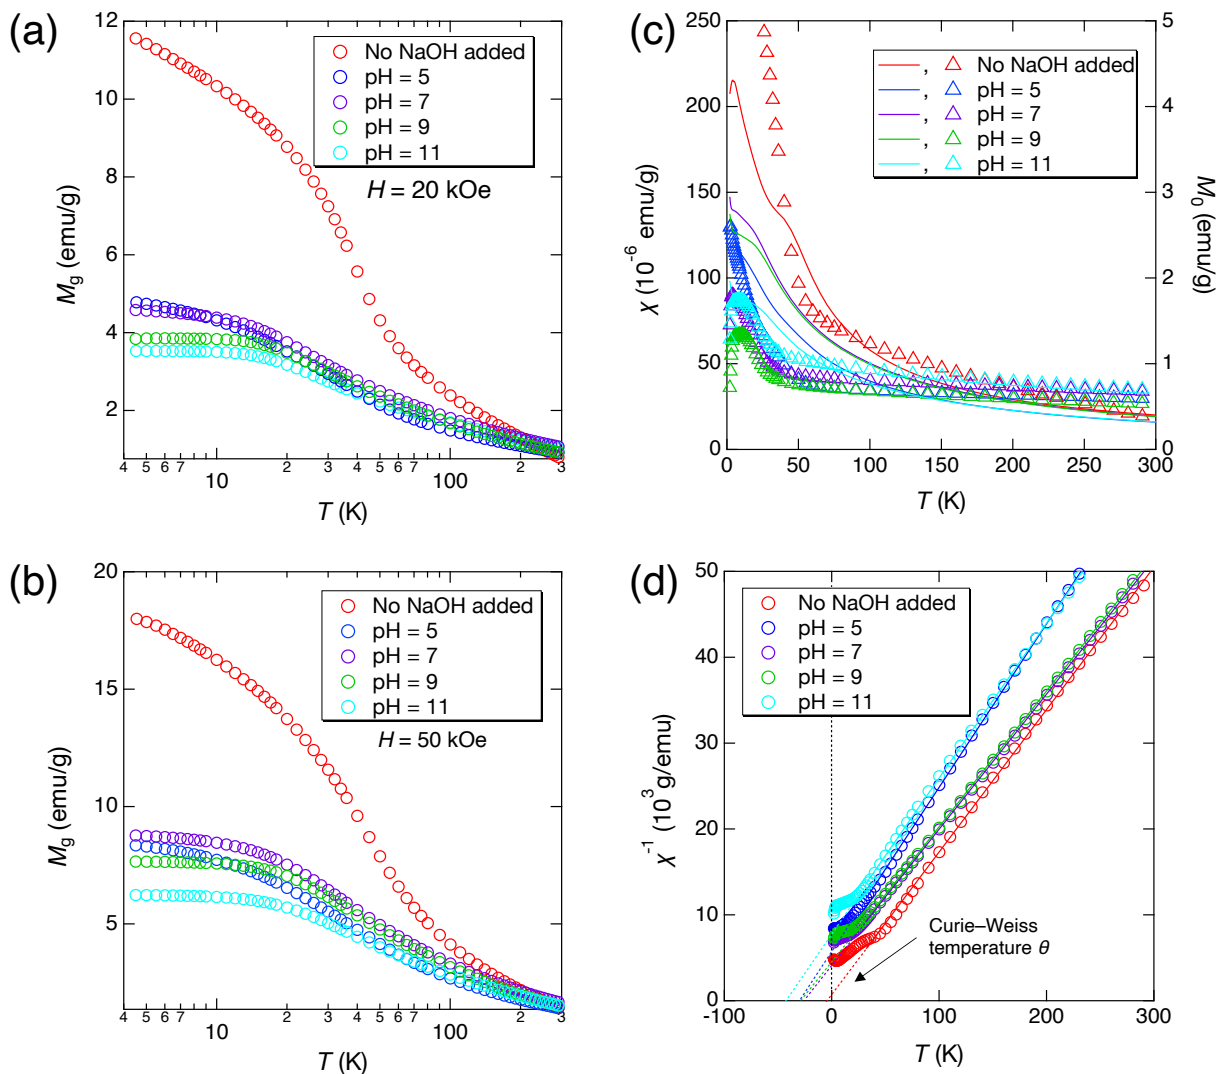 (a)
12
10
8
6
4
2
Mg (emu/g)
No NaOH added
pH = 5
pH = 7
pH = 9
pH = 11
H = 20 kOe
4 5 6 7 10 2 3 4 5 6 7 100 2 3
T (K)
(c)
250
200
150
100
50
0
χ (10⁻⁶ emu/g)
, No NaOH added
, pH = 5
, pH = 7
, pH = 9
, pH = 11
5
4
3
2
1
0
M₀ (emu/g)
0 50 100 150 200 250 300
T (K)
(b)
20
15
10
5
Mg (emu/g)
No NaOH added
pH = 5
pH = 7
pH = 9
pH = 11
H = 50 kOe
4 5 6 7 10 2 3 4 5 6 7 100 2 3
T (K)
(d)
50
40
30
20
10
0
χ⁻¹ (10³ g/emu)
No NaOH added
pH = 5
pH = 7
pH = 9
pH = 11
Curie–Weiss
temperature θ
-100 0 100 200 300
T (K)